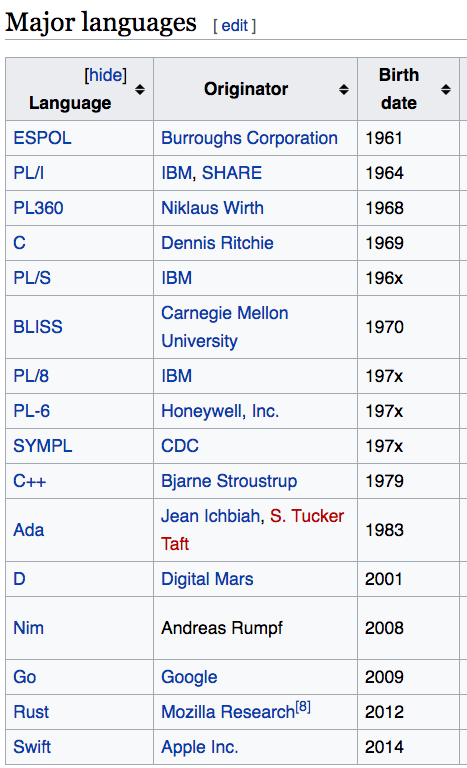 Major languages [ edit ]
[hide]
Language Originator Birth
date
ESPOL Burroughs Corporation 1961
PL/I IBM, SHARE 1964
PL360 Niklaus Wirth 1968
C Dennis Ritchie 1969
PL/S IBM 196x
BLISS Carnegie Mellon
University 1970
PL/8 IBM 197x
PL-6 Honeywell, Inc. 197x
SYMPL CDC 197x
C++ Bjarne Stroustrup 1979
Ada Jean Ichbiah, S. Tucker
Taft 1983
D Digital Mars 2001
Nim Andreas Rumpf 2008
Go Google 2009
Rust Mozilla Research[8] 2012
Swift Apple Inc. 2014